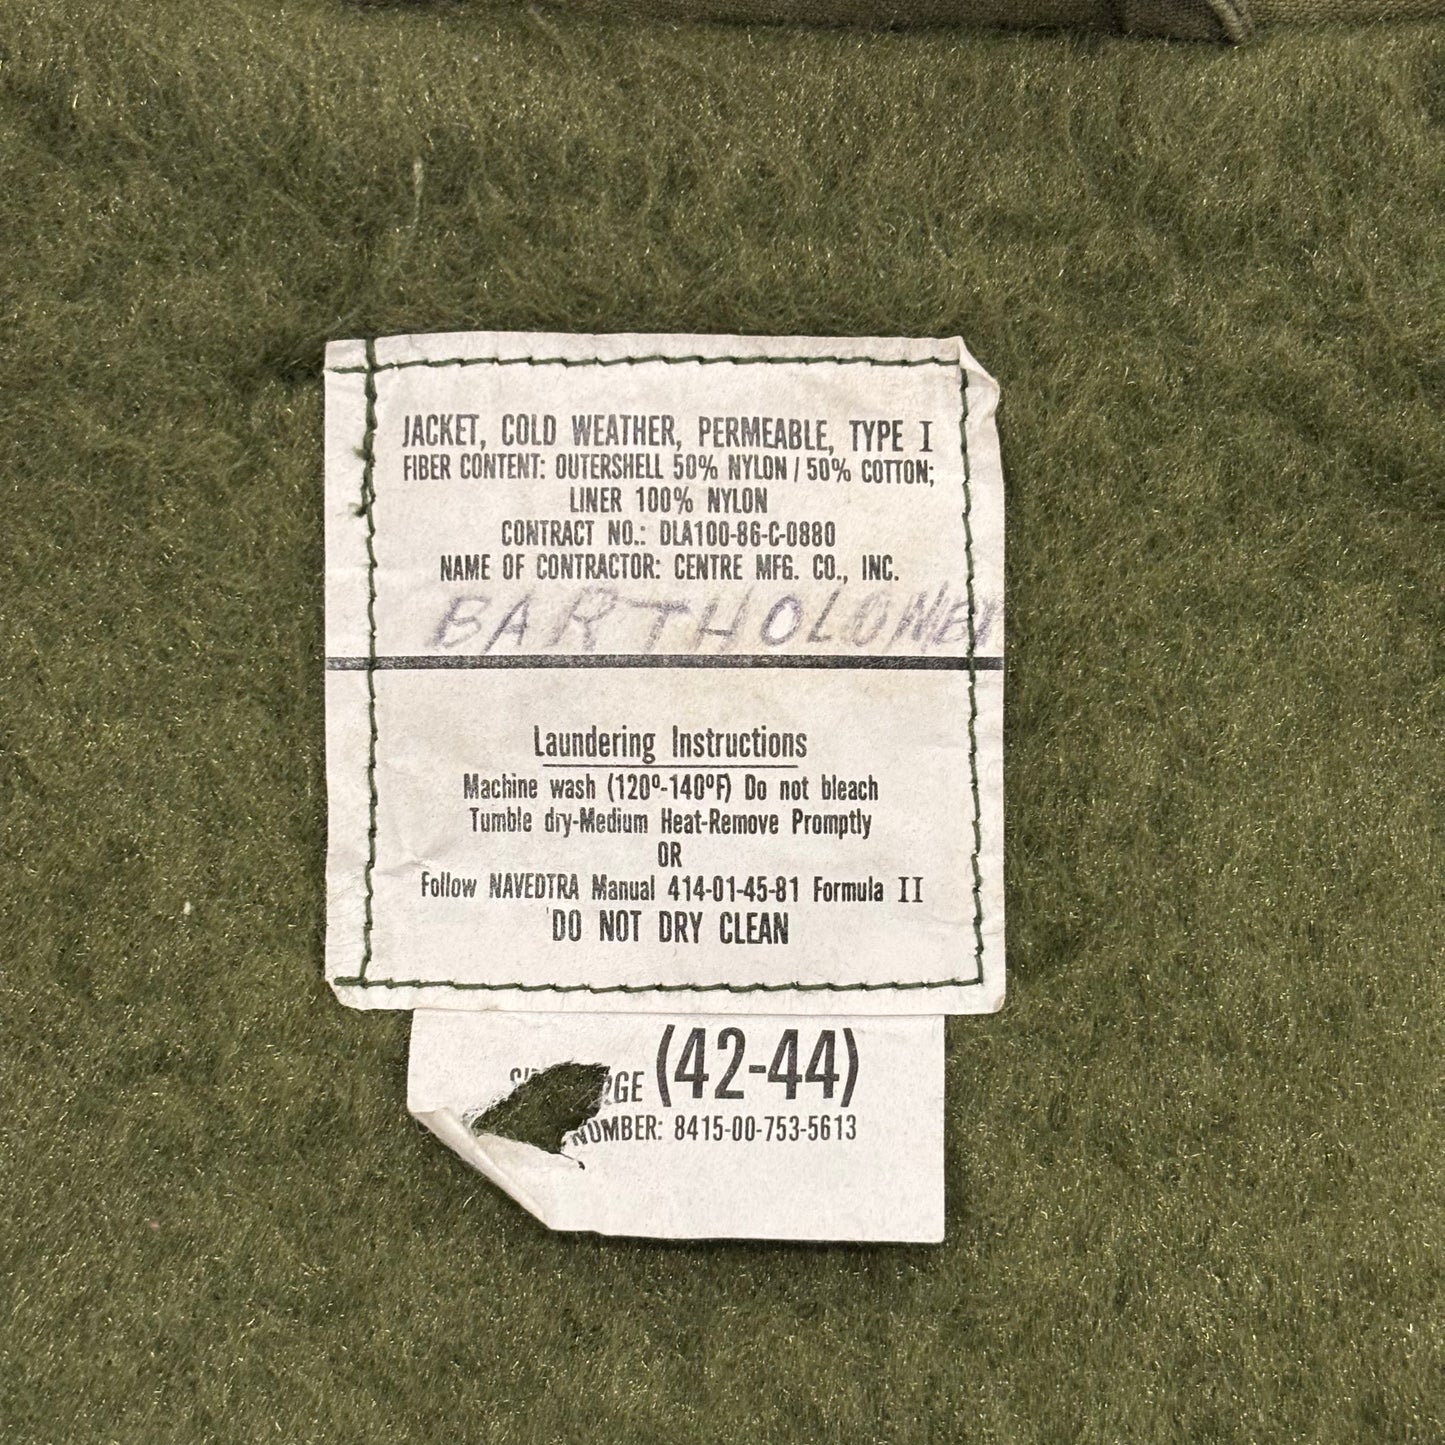 JACKET, COLD WEATHER, PERMEABLE, TYPE I
FIBER CONTENT: OUTERSHELL 50% NYLON / 50% COTTON;
LINER 100% NYLON
CONTRACT NO.: DLA100-86-C-0880
NAME OF CONTRACTOR: CENTRE MFG. CO., INC.
BARTHOLOMEW
Laundering Instructions
Machine wash (120º-140ºF) Do not bleach
Tumble dry-Medium Heat-Remove Promptly
OR
Follow NAVEDTRA Manual 414-01-45-81 Formula II
DO NOT DRY CLEAN
(42-44)
NUMBER: 8415-00-753-5613